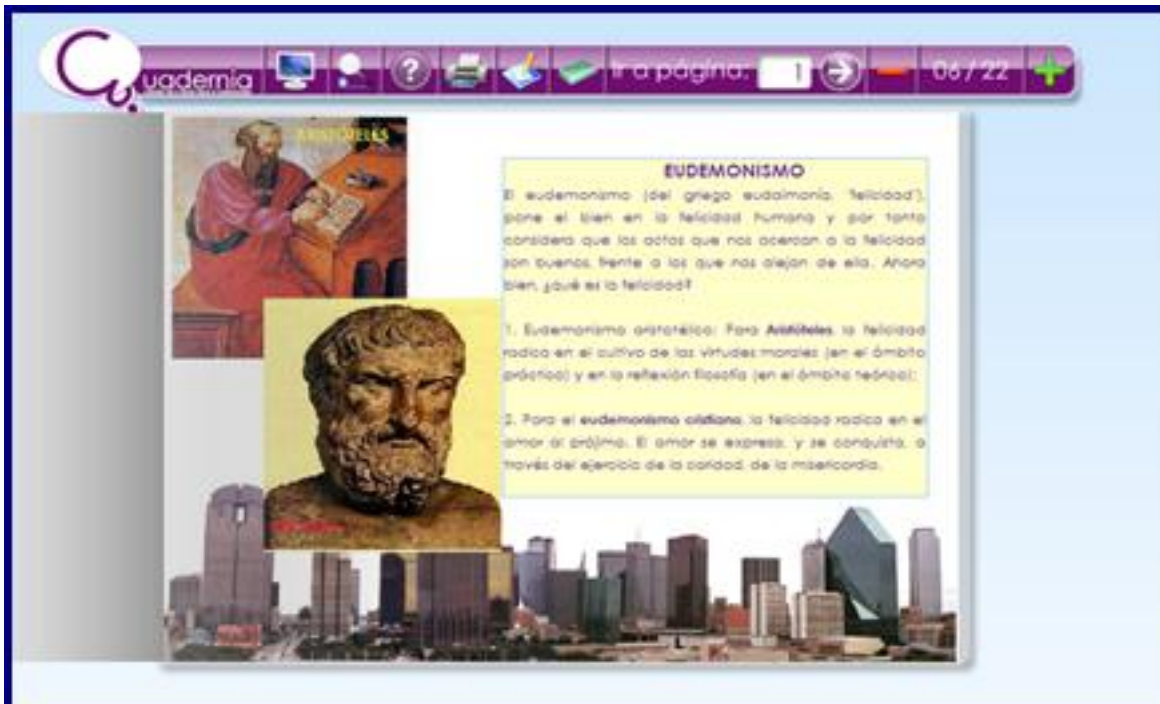 Cuadernia
Ir a página: 1 06/22
ARISTÓTELES
EUDEMONISMO
El eudemonismo (del griego eudaimonía, 'felicidad'),
pone el bien en la felicidad humana y por tanto
considera que los actos que nos acercan a la felicidad
son buenos, frente a los que nos alejan de ella. Ahora
bien, ¿qué es la felicidad?
1. Eudemonismo aristotélico: Para Aristóteles, la felicidad
radica en el cultivo de las virtudes morales (en el ámbito
práctico) y en la reflexión filosofía (en el ámbito teórico);
2. Para el eudemonismo cristiano, la felicidad radica en el
amor al prójimo. El amor se expresa, y se conquista, a
través del ejercicio de la caridad, de la misericordia.